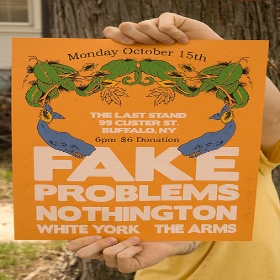 Monday October 15th
THE LAST STAND
99 CUSTER ST.
BUFFALO, NY
6pm $6 Donation
FAKE
PROBLEMS
NOTHINGTON
WHITE YORK THE ARMS